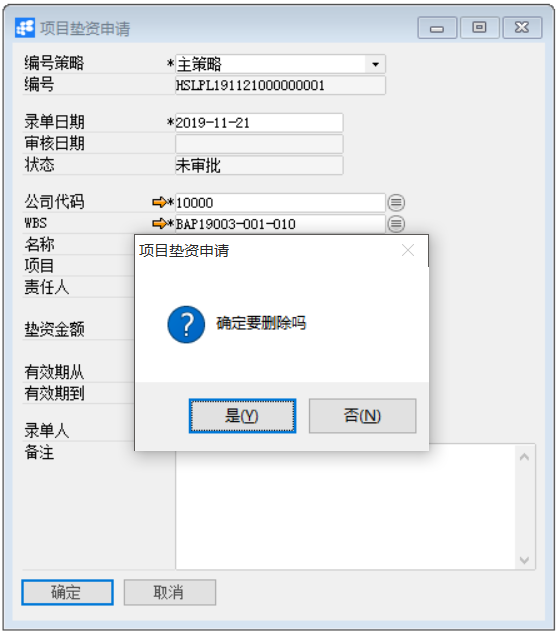 项目垫资申请
编号策略 *主策略
编号 HSLPL191121000000001
录单日期 *2019-11-21
审核日期
状态 未审批
公司代码 *10000
WBS *BAP19003-001-010
名称
项目
责任人
垫资金额
有效期从
有效期到
录单人
备注
项目垫资申请
确定要删除吗
是(Y) 否(N)
确定 取消